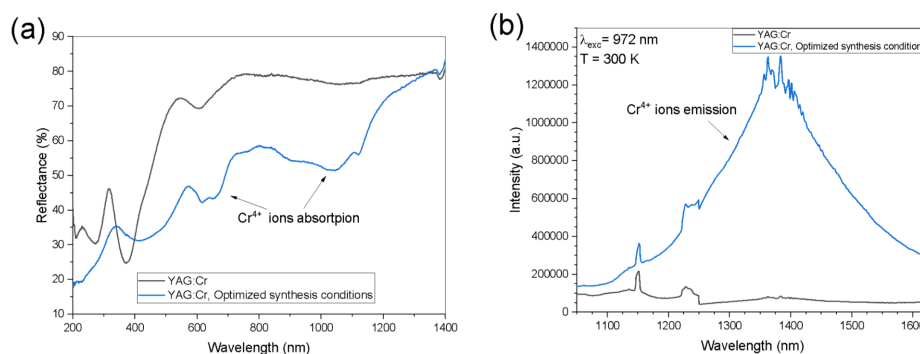 (a)
Reflectance (%)
90
80
70
60
50
40
30
20
10
200
400
600
800
1000
1200
1400
Wavelength (nm)
Cr⁴⁺ ions absortpion
YAG:Cr
YAG:Cr, Optimized synthesis conditions
(b)
λexc= 972 nm
T = 300 K
YAG:Cr
YAG:Cr, Optimized synthesis conditions
Cr⁴⁺ ions emission
Intensity (a.u.)
1400000
1200000
1000000
800000
600000
400000
200000
0
1100
1200
1300
1400
1500
1600
Wavelength (nm)